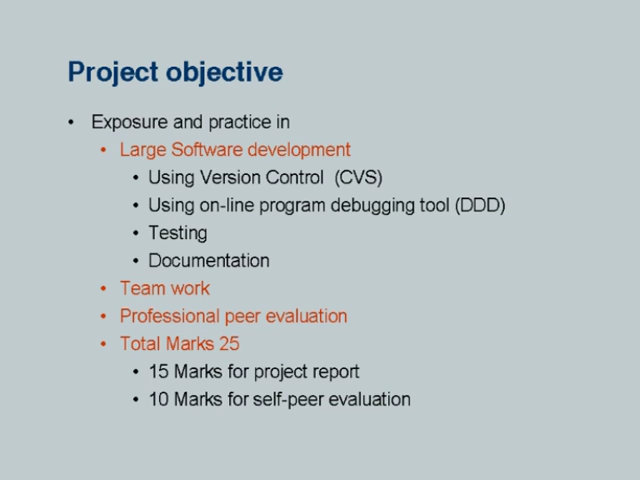 Project objective
• Exposure and practice in
• Large Software development
• Using Version Control (CVS)
• Using on-line program debugging tool (DDD)
• Testing
• Documentation
• Team work
• Professional peer evaluation
• Total Marks 25
• 15 Marks for project report
• 10 Marks for self-peer evaluation